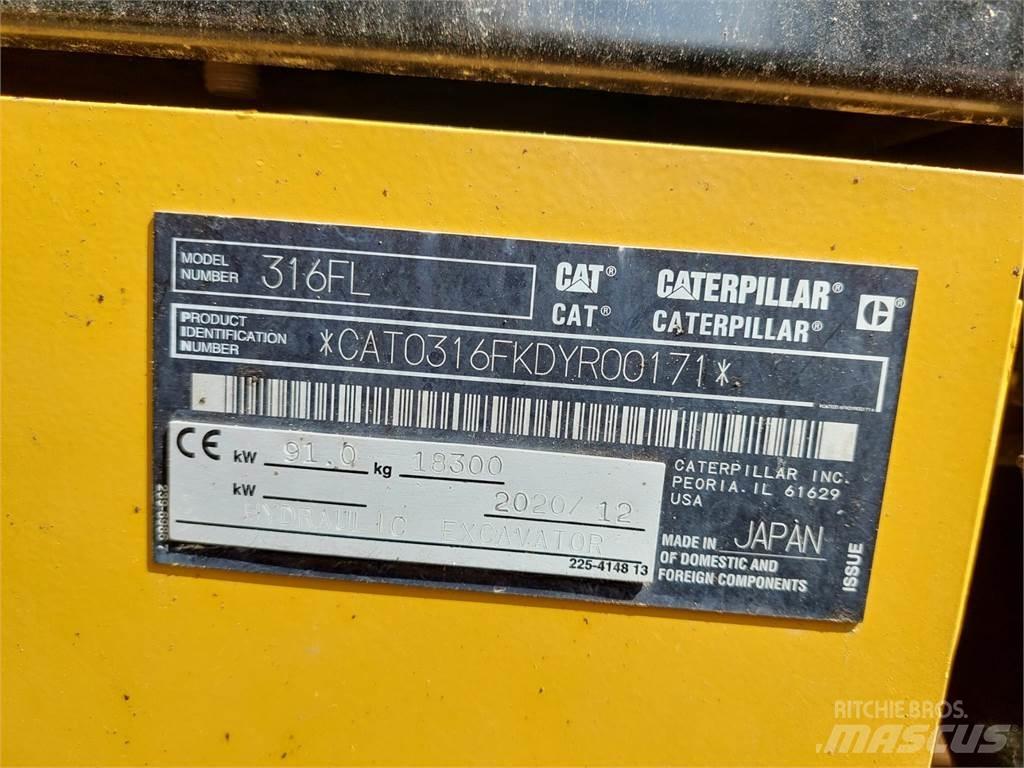 MODEL NUMBER 316FL
CAT® CATERPILLAR® C®
CAT® CATERPILLAR®
PRODUCT IDENTIFICATION NUMBER *CAT0316FKDYR00171*
CE kW 91.0 kg 18300
kW 2020/12
HYDRAULIC EXCAVATOR
225-4148 13
CATERPILLAR INC.
PEORIA.IL 61629
USA
MADE IN JAPAN
OF DOMESTIC AND
FOREIGN COMPONENTS
ISSUE
RITCHIE BROS.
MASCUS